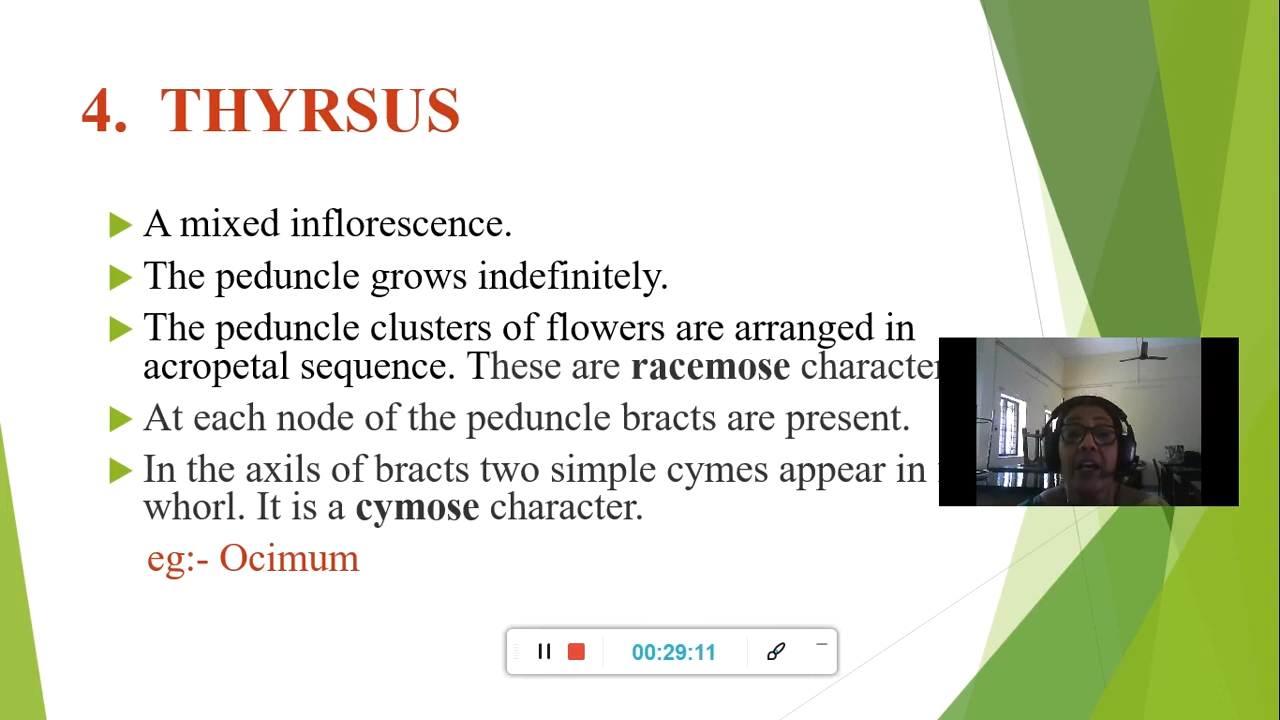 4. THYRSUS
A mixed inflorescence.
The peduncle grows indefinitely.
The peduncle clusters of flowers are arranged in
acropetal sequence. These are racemose character
At each node of the peduncle bracts are present.
In the axils of bracts two simple cymes appear in
whorl. It is a cymose character.
eg:- Ocimum
00:29:11